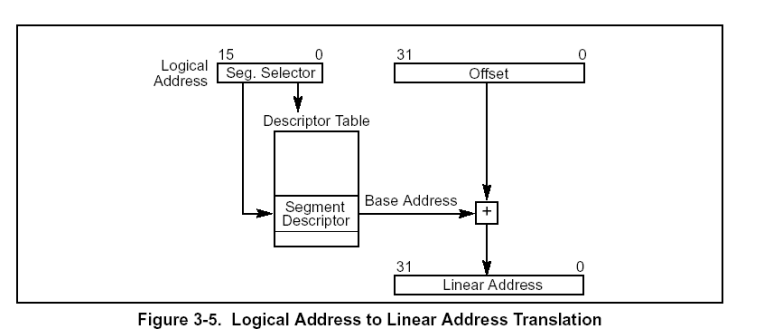 15 0
31 0
Logical
Address
Seg. Selector
Offset
Descriptor Table
Segment
Descriptor
Base Address
+
31 0
Linear Address
Figure 3-5. Logical Address to Linear Address Translation